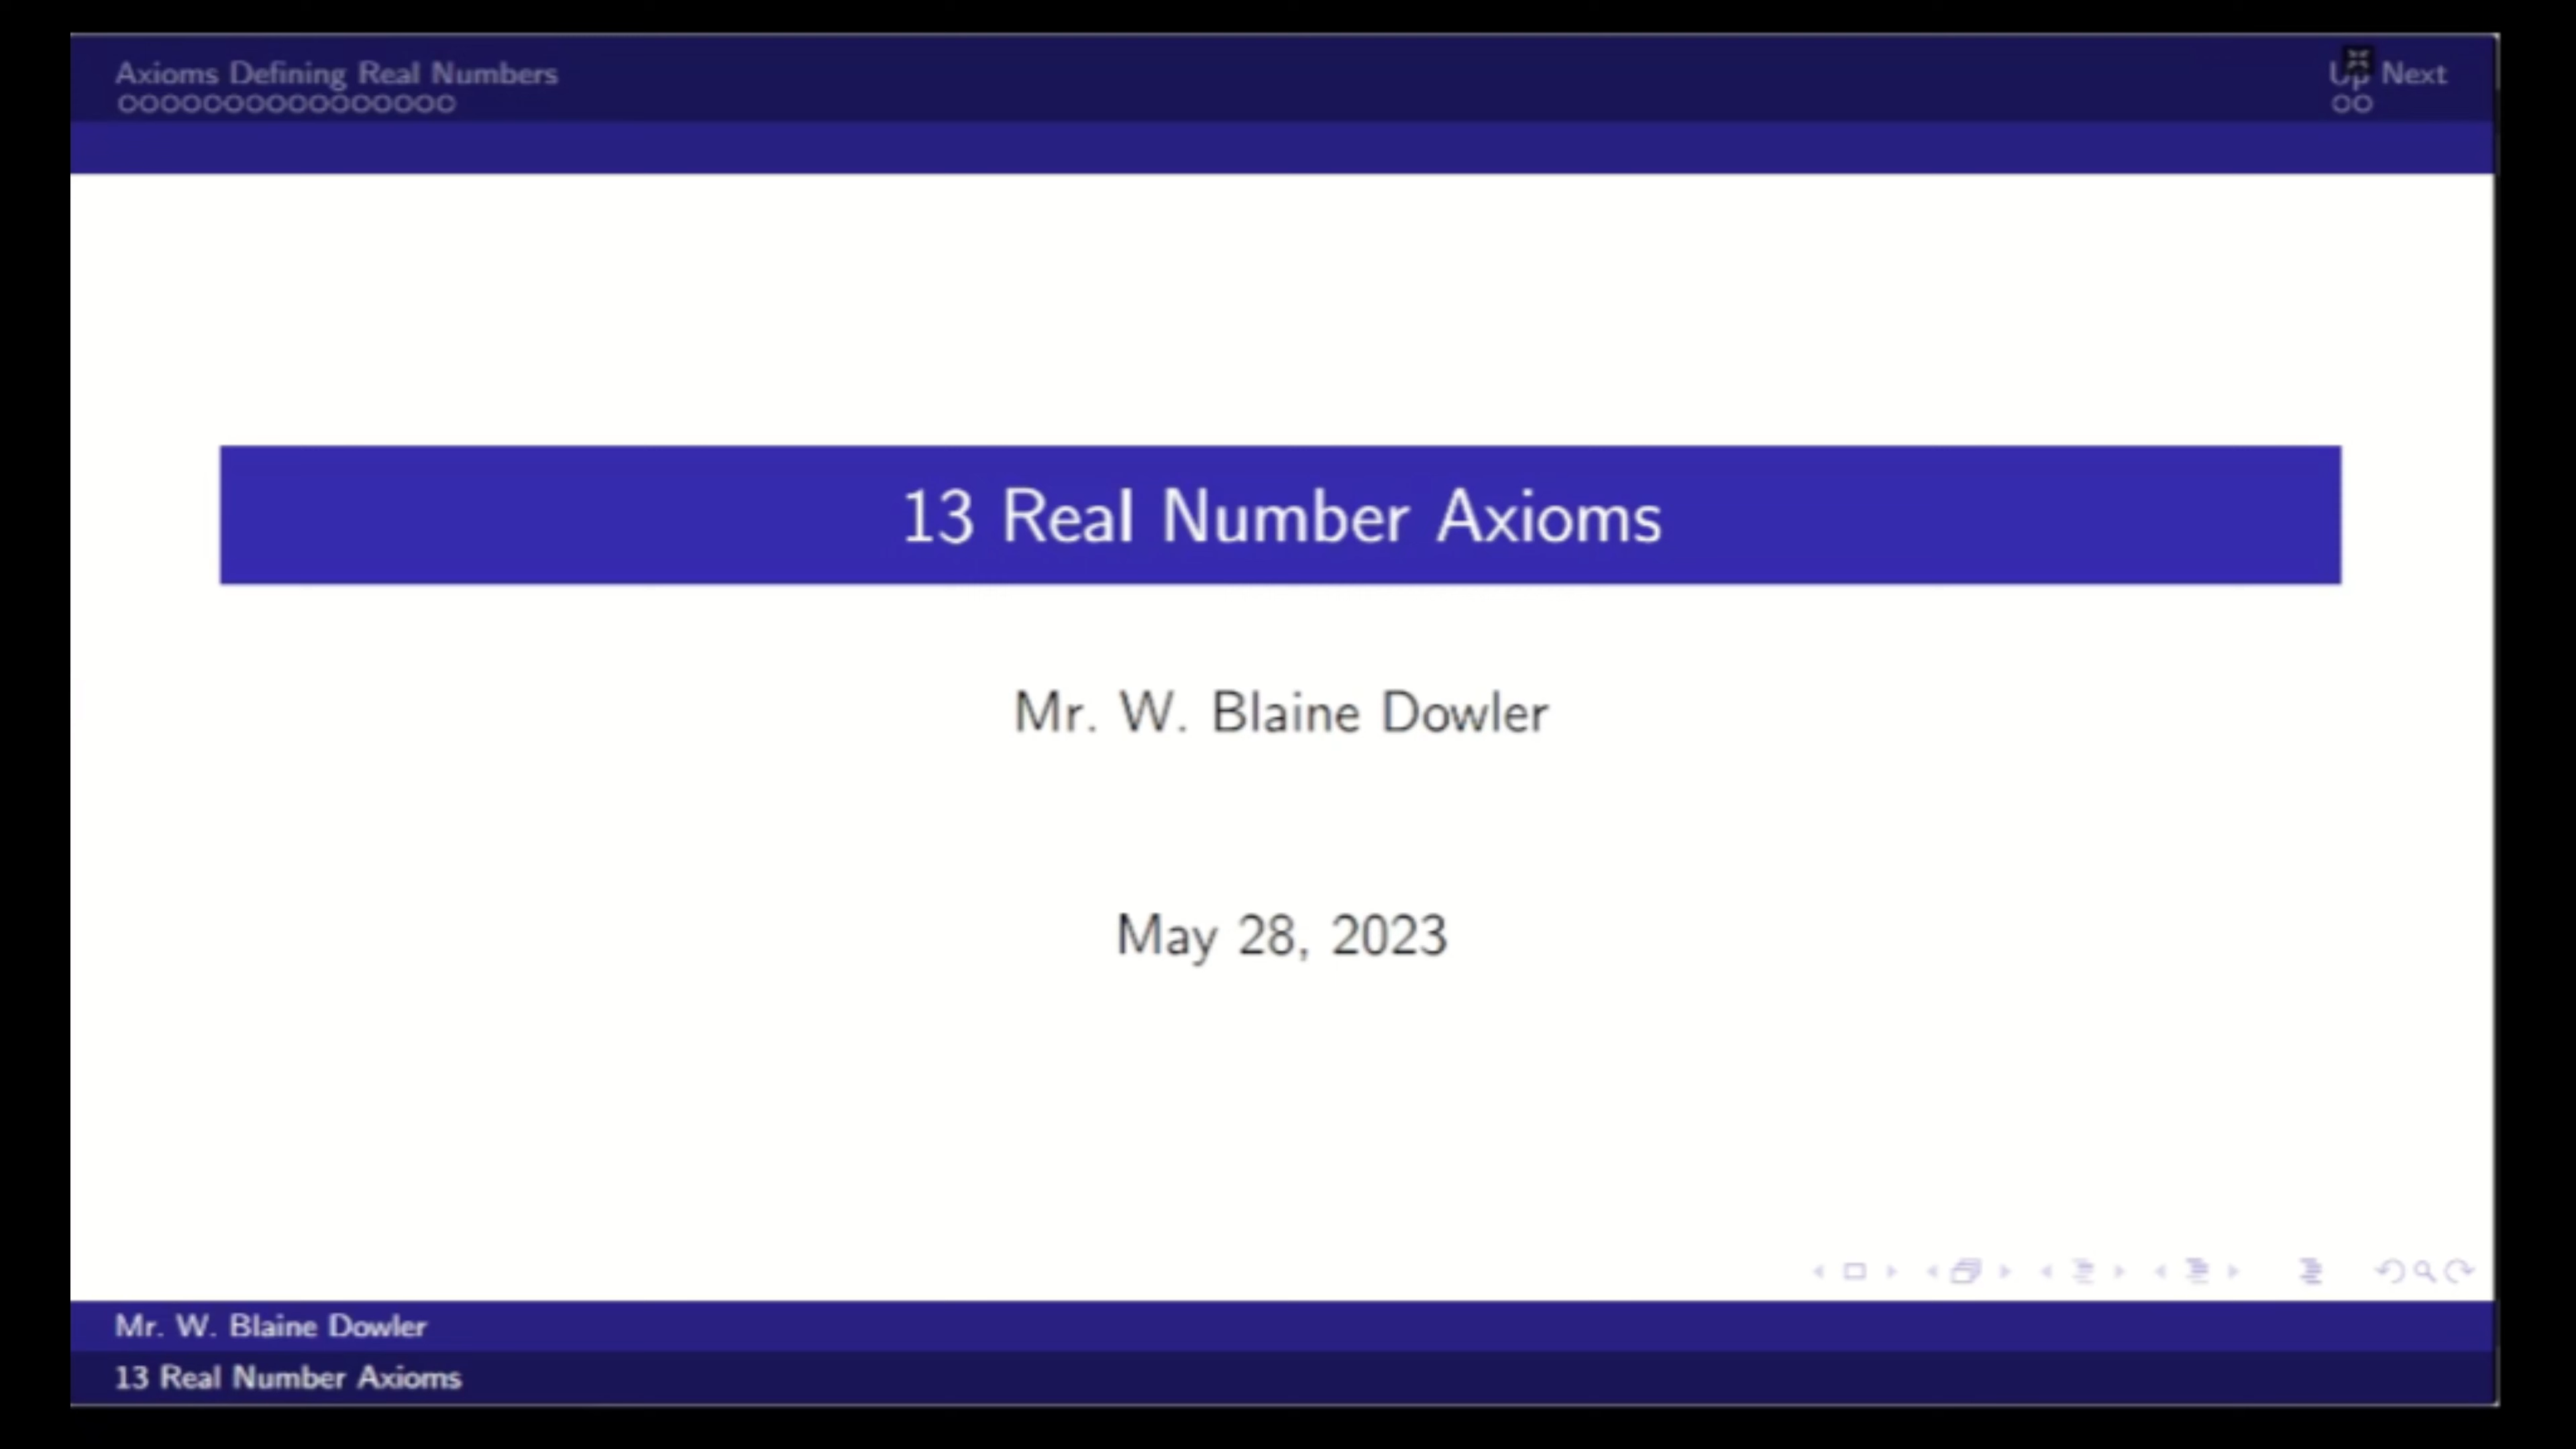 Axioms Defining Real Numbers
Up Next
13 Real Number Axioms
Mr. W. Blaine Dowler
May 28, 2023
Mr. W. Blaine Dowler
13 Real Number Axioms